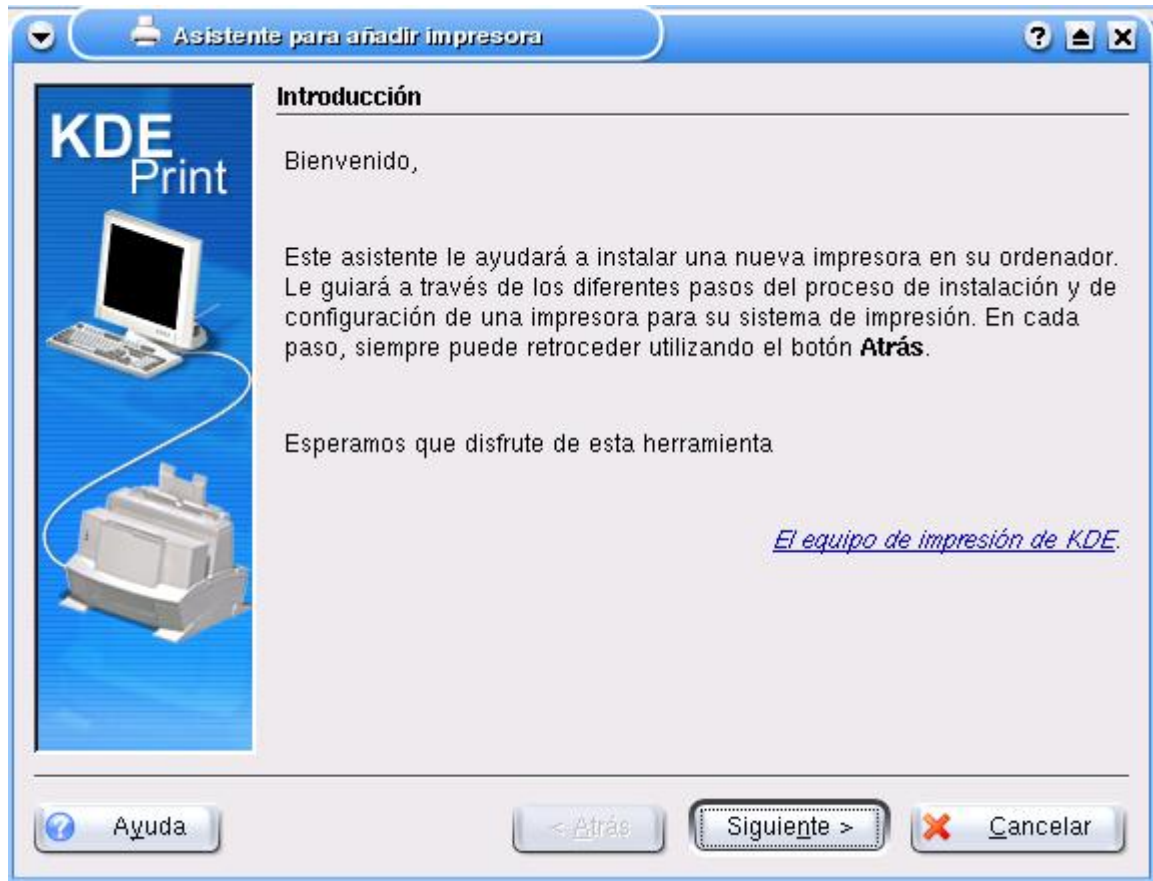 Asistente para añadir impresora
KDE
Print
Introducción
Bienvenido,
Este asistente le ayudará a instalar una nueva impresora en su ordenador.
Le guiará a través de los diferentes pasos del proceso de instalación y de
configuración de una impresora para su sistema de impresión. En cada
paso, siempre puede retroceder utilizando el botón Atrás.
Esperamos que disfrute de esta herramienta
El equipo de impresión de KDE.
Ayuda
< Atrás
Siguiente >
Cancelar